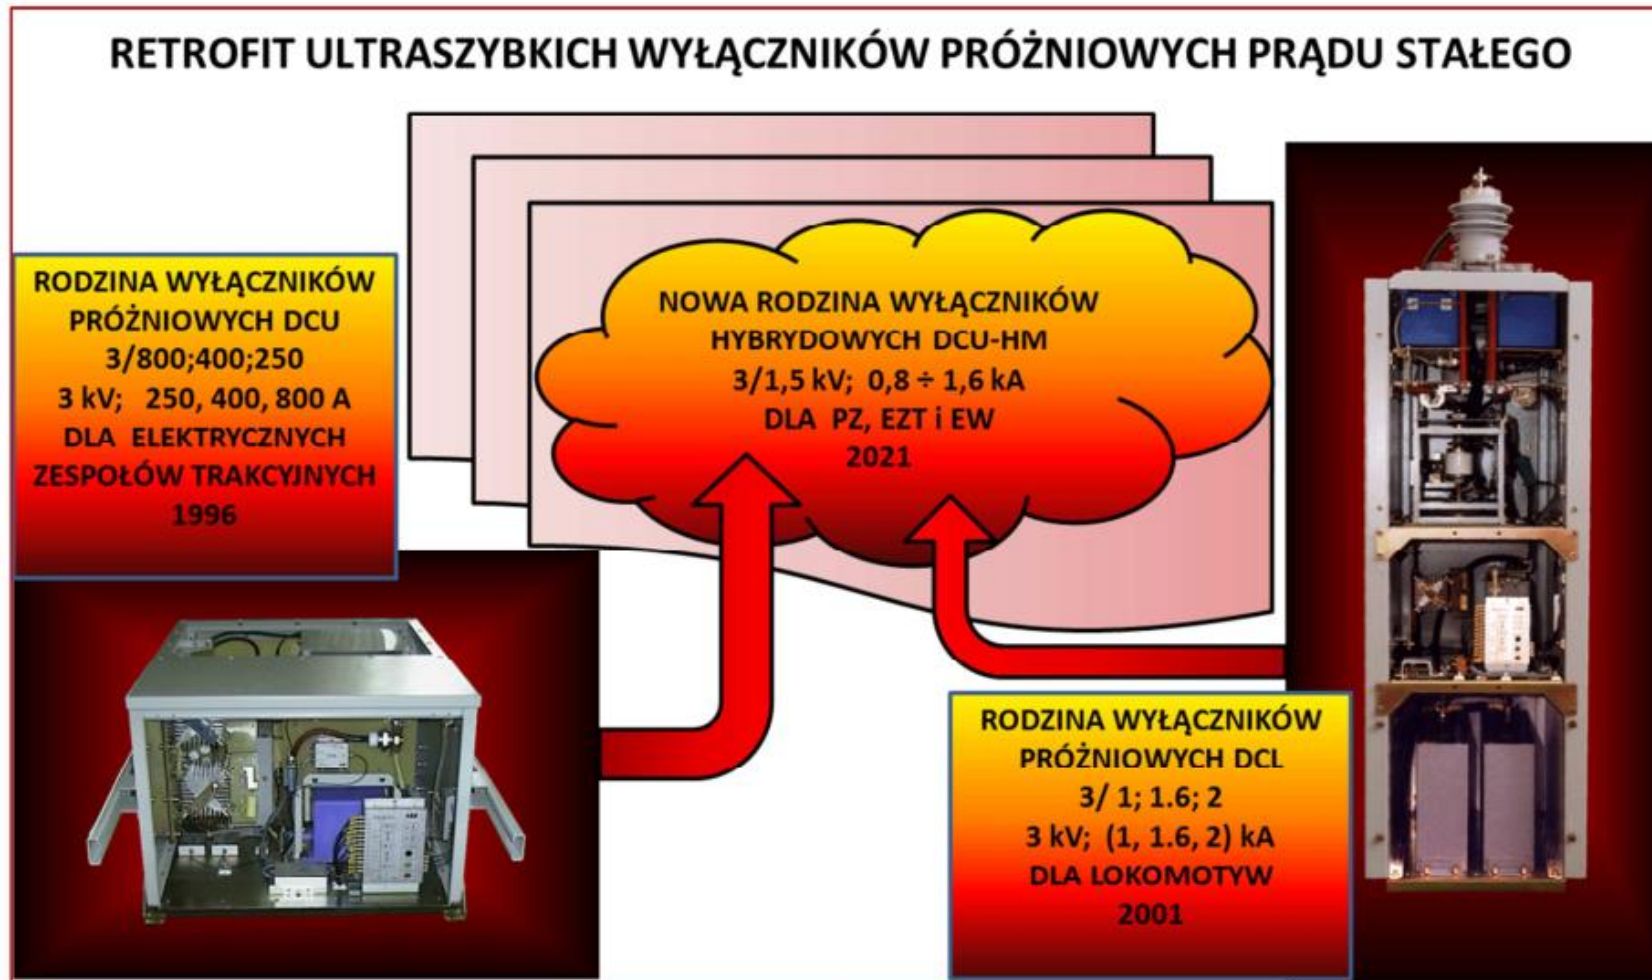 RETROFIT ULTRASZYBKICH WYŁĄCZNIKÓW PRÓŻNIOWYCH PRĄDU STAŁEGO
RODZINA WYŁĄCZNIKÓW
PRÓŻNIOWYCH DCU
3/800;400;250
3 kV; 250, 400, 800 A
DLA ELEKTRYCZNYCH
ZESPOŁÓW TRAKCYJNYCH
1996
NOWA RODZINA WYŁĄCZNIKÓW
HYBRYDOWYCH DCU-HM
3/1,5 kV; 0,8 ÷ 1,6 kA
DLA PZ, EZT i EW
2021
RODZINA WYŁĄCZNIKÓW
PRÓŻNIOWYCH DCL
3/ 1; 1.6; 2
3 kV; (1, 1.6, 2) kA
DLA LOKOMOTYW
2001